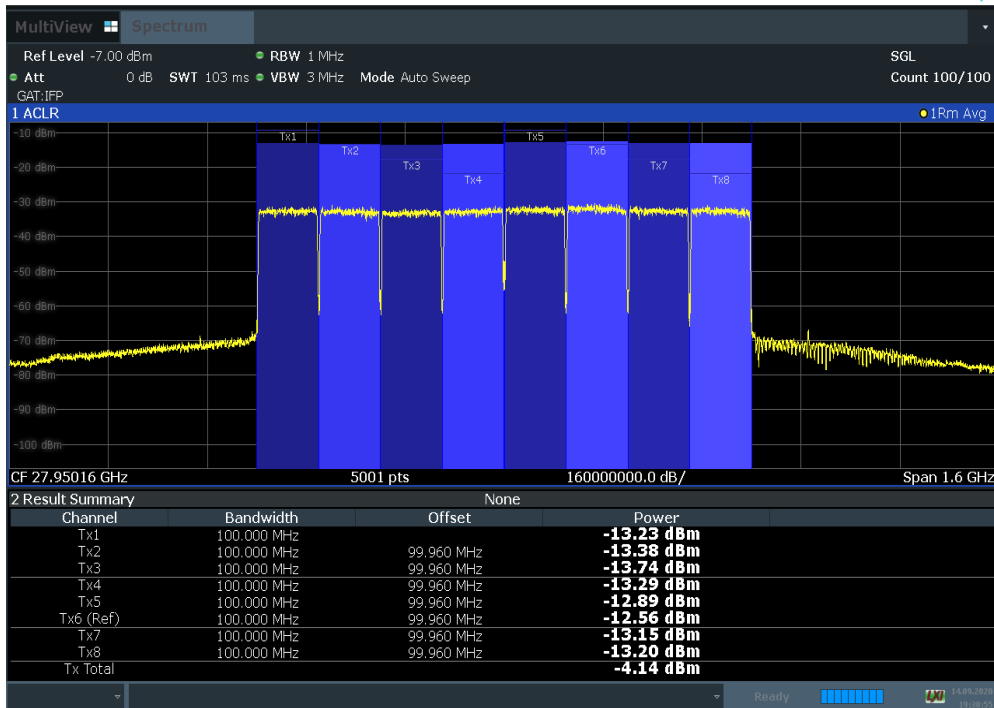 MultiView Spectrum
Ref Level -7.00 dBm RBW 1 MHz SGL
Att 0 dB SWT 103 ms VBW 3 MHz Mode Auto Sweep Count 100/100
GAT:IFP
1 ACLR 1Rm Avg
-10 dBm
Tx1 Tx5
Tx2 Tx6
Tx3 Tx7
-20 dBm
Tx4 Tx8
-30 dBm
-40 dBm
-50 dBm
-60 dBm
-70 dBm
-80 dBm
-90 dBm
-100 dBm
CF 27.95016 GHz 5001 pts 160000000.0 dB/ Span 1.6 GHz
2 Result Summary None
Channel Bandwidth Offset Power
Tx1 100.000 MHz -13.23 dBm
Tx2 100.000 MHz 99.960 MHz -13.38 dBm
Tx3 100.000 MHz 99.960 MHz -13.74 dBm
Tx4 100.000 MHz 99.960 MHz -13.29 dBm
Tx5 100.000 MHz 99.960 MHz -12.89 dBm
Tx6 (Ref) 100.000 MHz 99.960 MHz -12.56 dBm
Tx7 100.000 MHz 99.960 MHz -13.15 dBm
Tx8 100.000 MHz 99.960 MHz -13.20 dBm
Tx Total -4.14 dBm
Ready LXI 14.09.2020
19:30:55